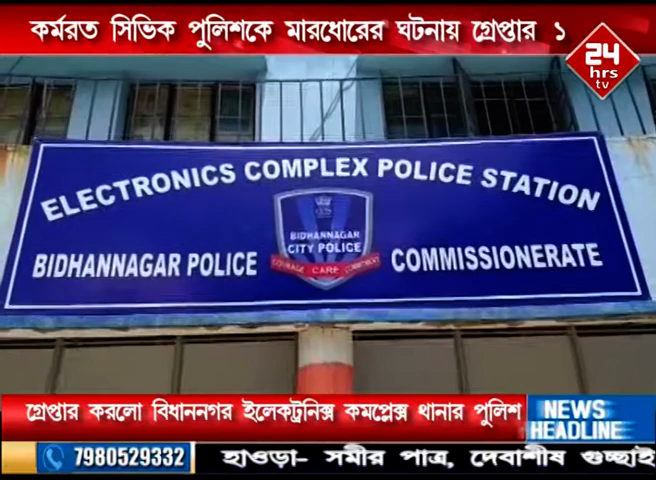 কর্মরত সিভিক পুলিশকে মারধোরের ঘটনায় গ্রেপ্তার ১
24
hrs
tv
ELECTRONICS COMPLEX POLICE STATION
BIDHANNAGAR
CITY POLICE
COURAGE CARE COMMITMENT
BIDHANNAGAR POLICE COMMISSIONERATE
গ্রেপ্তার করলো বিধাননগর ইলেকট্রনিক্স কমপ্লেক্স থানার পুলিশ
NEWS
HEADLINE
7980529332
হাওড়া- সমীর পাত্র, দেবাশীষ গুচ্ছাই